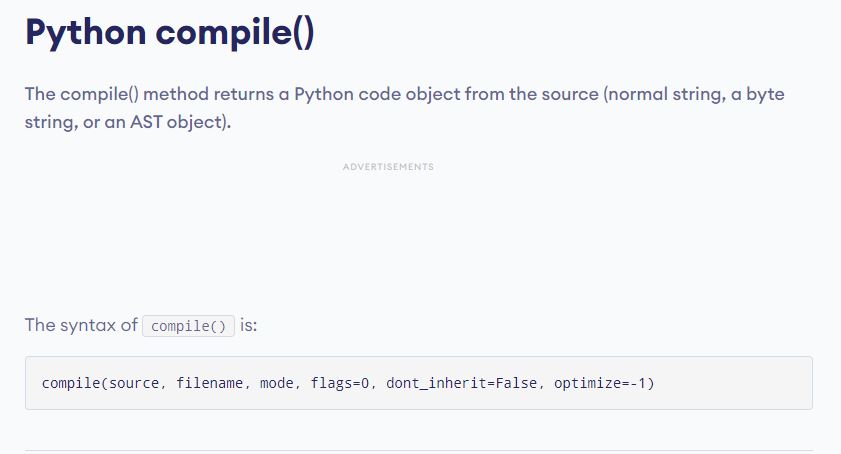 Python compile()
The compile() method returns a Python code object from the source (normal string, a byte
string, or an AST object).
ADVERTISEMENTS
The syntax of compile() is:
compile(source, filename, mode, flags=0, dont_inherit=False, optimize=-1)